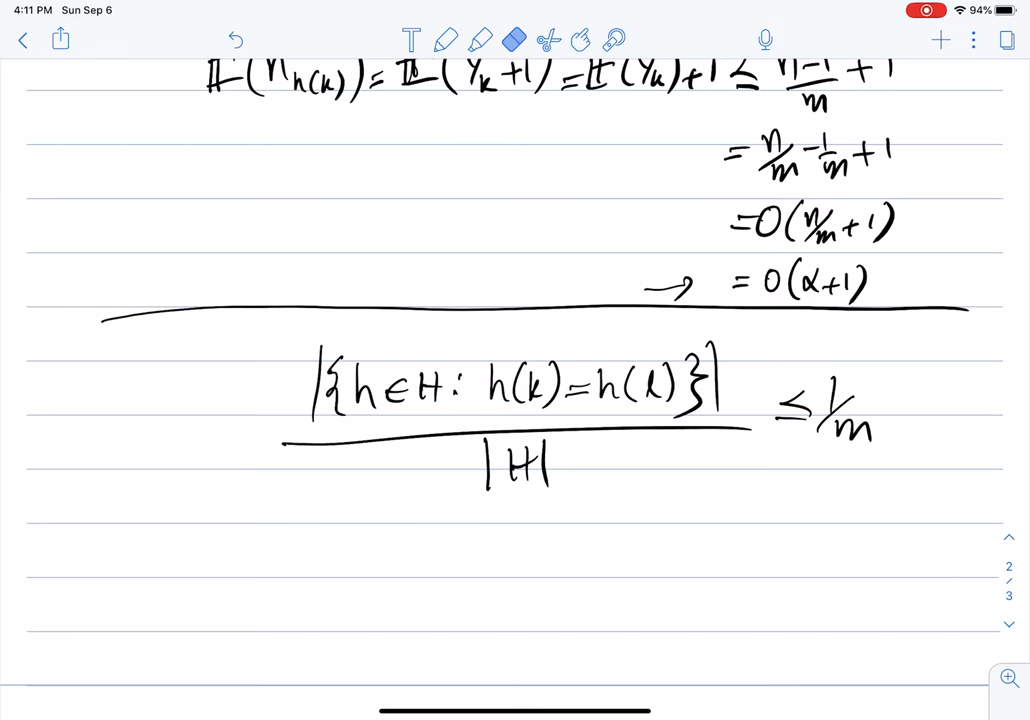 4:11 PM Sun Sep 6 94%
𝔼(n_{h(k)}) = 𝔼(Y_k+1) = 𝔼(Y_k)+1 ≤ (n-1)/m + 1
= n/m - 1/m + 1
= O(n/m + 1)
→ = O(α+1)
|{h ∈ H : h(k) = h(l)}| / |H| ≤ 1/m
2
/
3